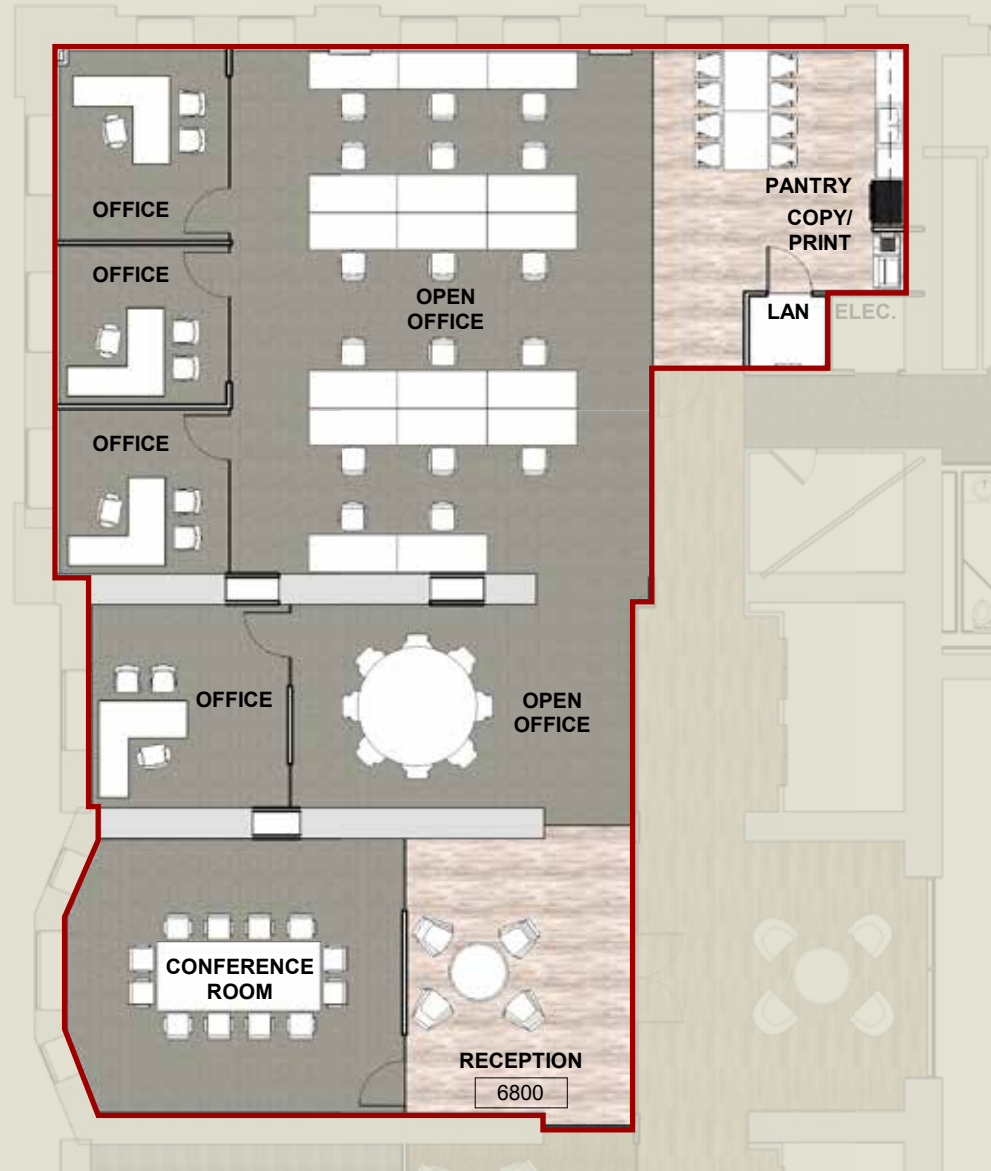 PANTRY
COPY/
PRINT
OFFICE
OFFICE
OPEN
OFFICE
LAN
ELEC.
OFFICE
OFFICE
OPEN
OFFICE
CONFERENCE
ROOM
RECEPTION
6800